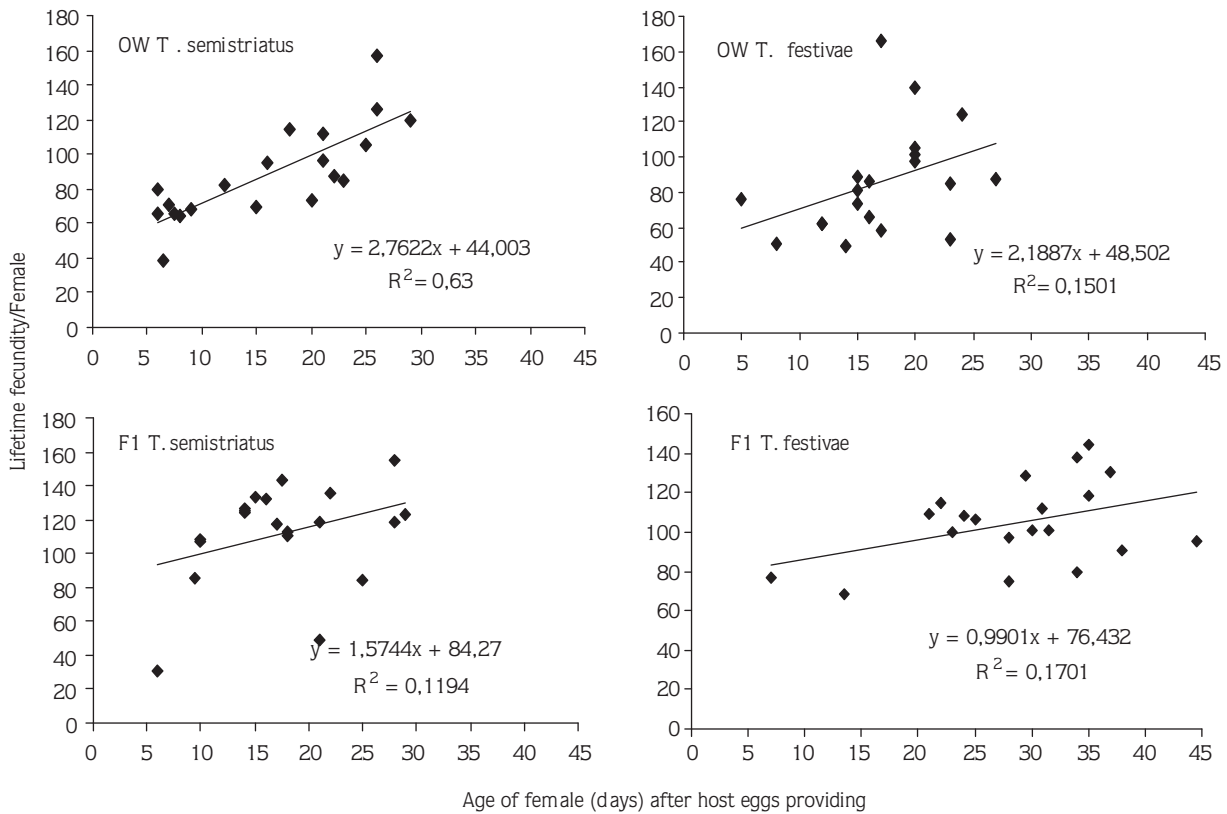 Lifetime fecundity/Female
180
160
140
120
100
80
60
40
20
0
OW T. semistriatus
y = 2,7622x + 44,003
R2 = 0,63
0 5 10 15 20 25 30 35 40 45
180
160
140
120
100
80
60
40
20
0
OW T. festivae
y = 2,1887x + 48,502
R2 = 0,1501
0 5 10 15 20 25 30 35 40 45
180
160
140
120
100
80
60
40
20
0
F1 T. semistriatus
y = 1,5744x + 84,27
R2 = 0,1194
0 5 10 15 20 25 30 35 40 45
160
140
120
100
80
60
40
20
0
F1 T. festivae
y = 0,9901x + 76,432
R2 = 0,1701
0 5 10 15 20 25 30 35 40 45
Age of female (days) after host eggs providing